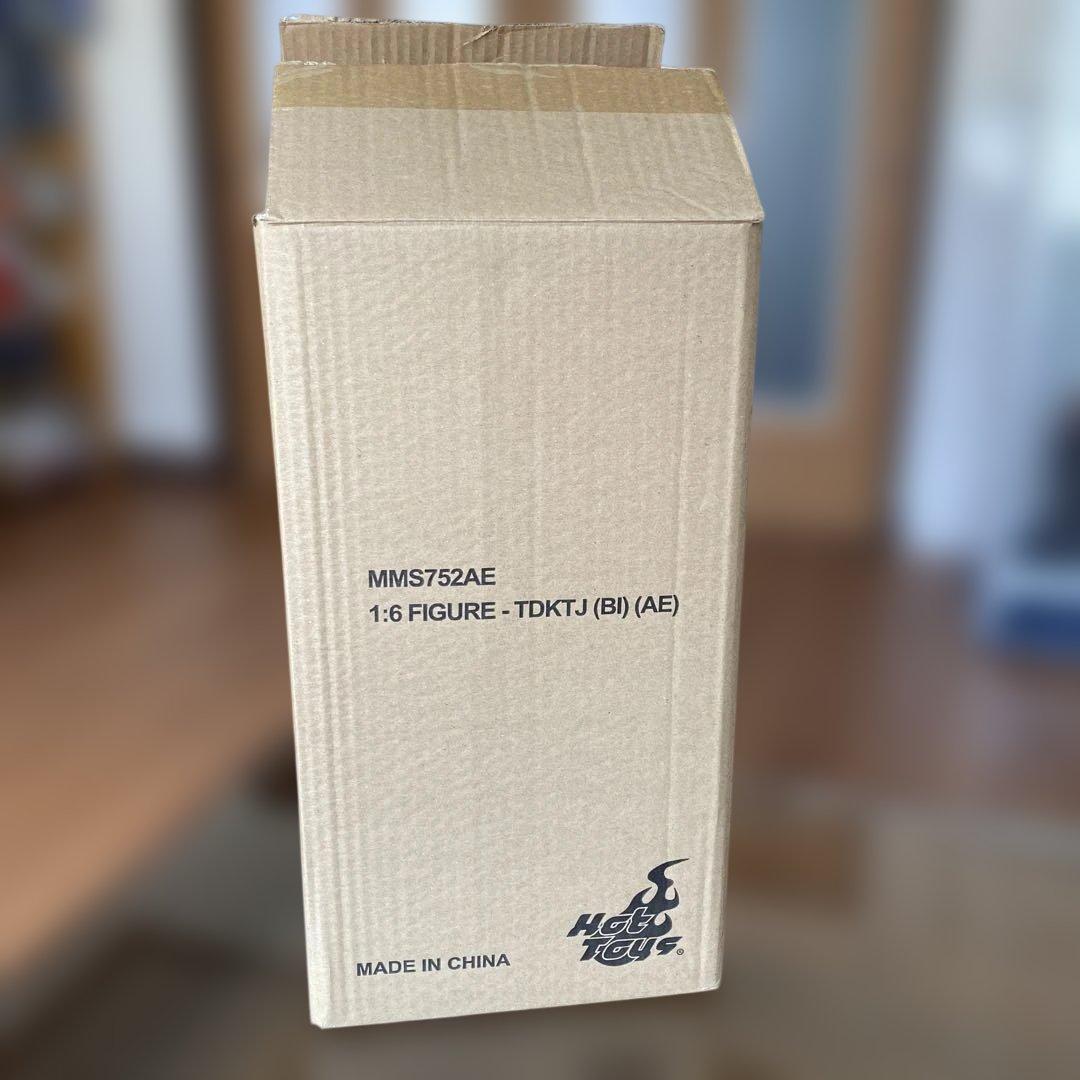 MMS752AE
1:6 FIGURE - TDKTJ (BI) (AE)
Hot
Toys®
MADE IN CHINA